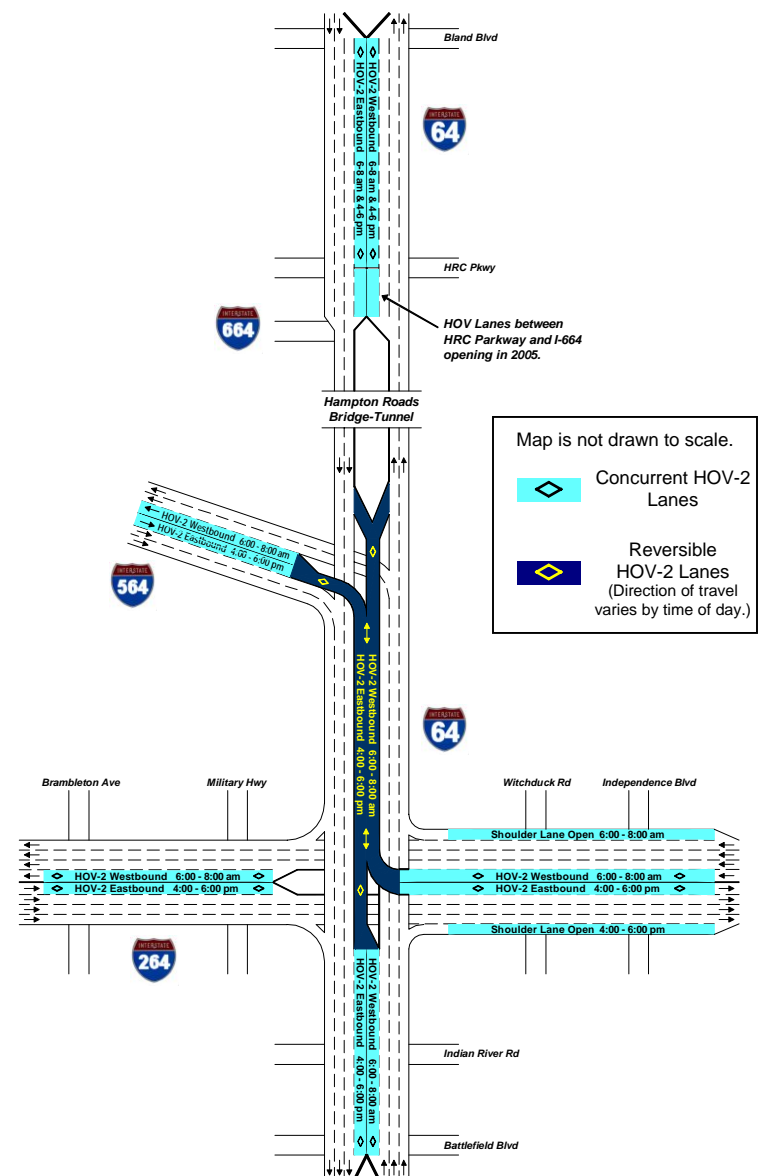 Bland Blvd
HOV-2 Eastbound 6-8 am & 4-6 pm
HOV-2 Westbound 6-8 am & 4-6 pm
INTERSTATE
64
HRC Pkwy
INTERSTATE
664
HOV Lanes between
HRC Parkway and I-664
opening in 2005.
Hampton Roads
Bridge-Tunnel
Map is not drawn to scale.
Concurrent HOV-2
Lanes
Reversible
HOV-2 Lanes
(Direction of travel
varies by time of day.)
HOV-2 Westbound 6:00 - 8:00am
HOV-2 Eastbound 4:00 - 6:00pm
INTERSTATE
564
HOV-2 Eastbound 4:00 - 6:00 pm
HOV-2 Westbound 6:00 - 8:00 am
INTERSTATE
64
Brambleton Ave
Military Hwy
Witchduck Rd
Independence Blvd
Shoulder Lane Open 6:00 - 8:00 am
HOV-2 Westbound 6:00 - 8:00 am
HOV-2 Eastbound 4:00 - 6:00 pm
HOV-2 Westbound 6:00 - 8:00 am
HOV-2 Eastbound 4:00 - 6:00 pm
Shoulder Lane Open 4:00 - 6:00 pm
INTERSTATE
264
HOV-2 Eastbound 4:00 - 6:00 pm
HOV-2 Westbound 6:00 - 8:00 am
Indian River Rd
Battlefield Blvd